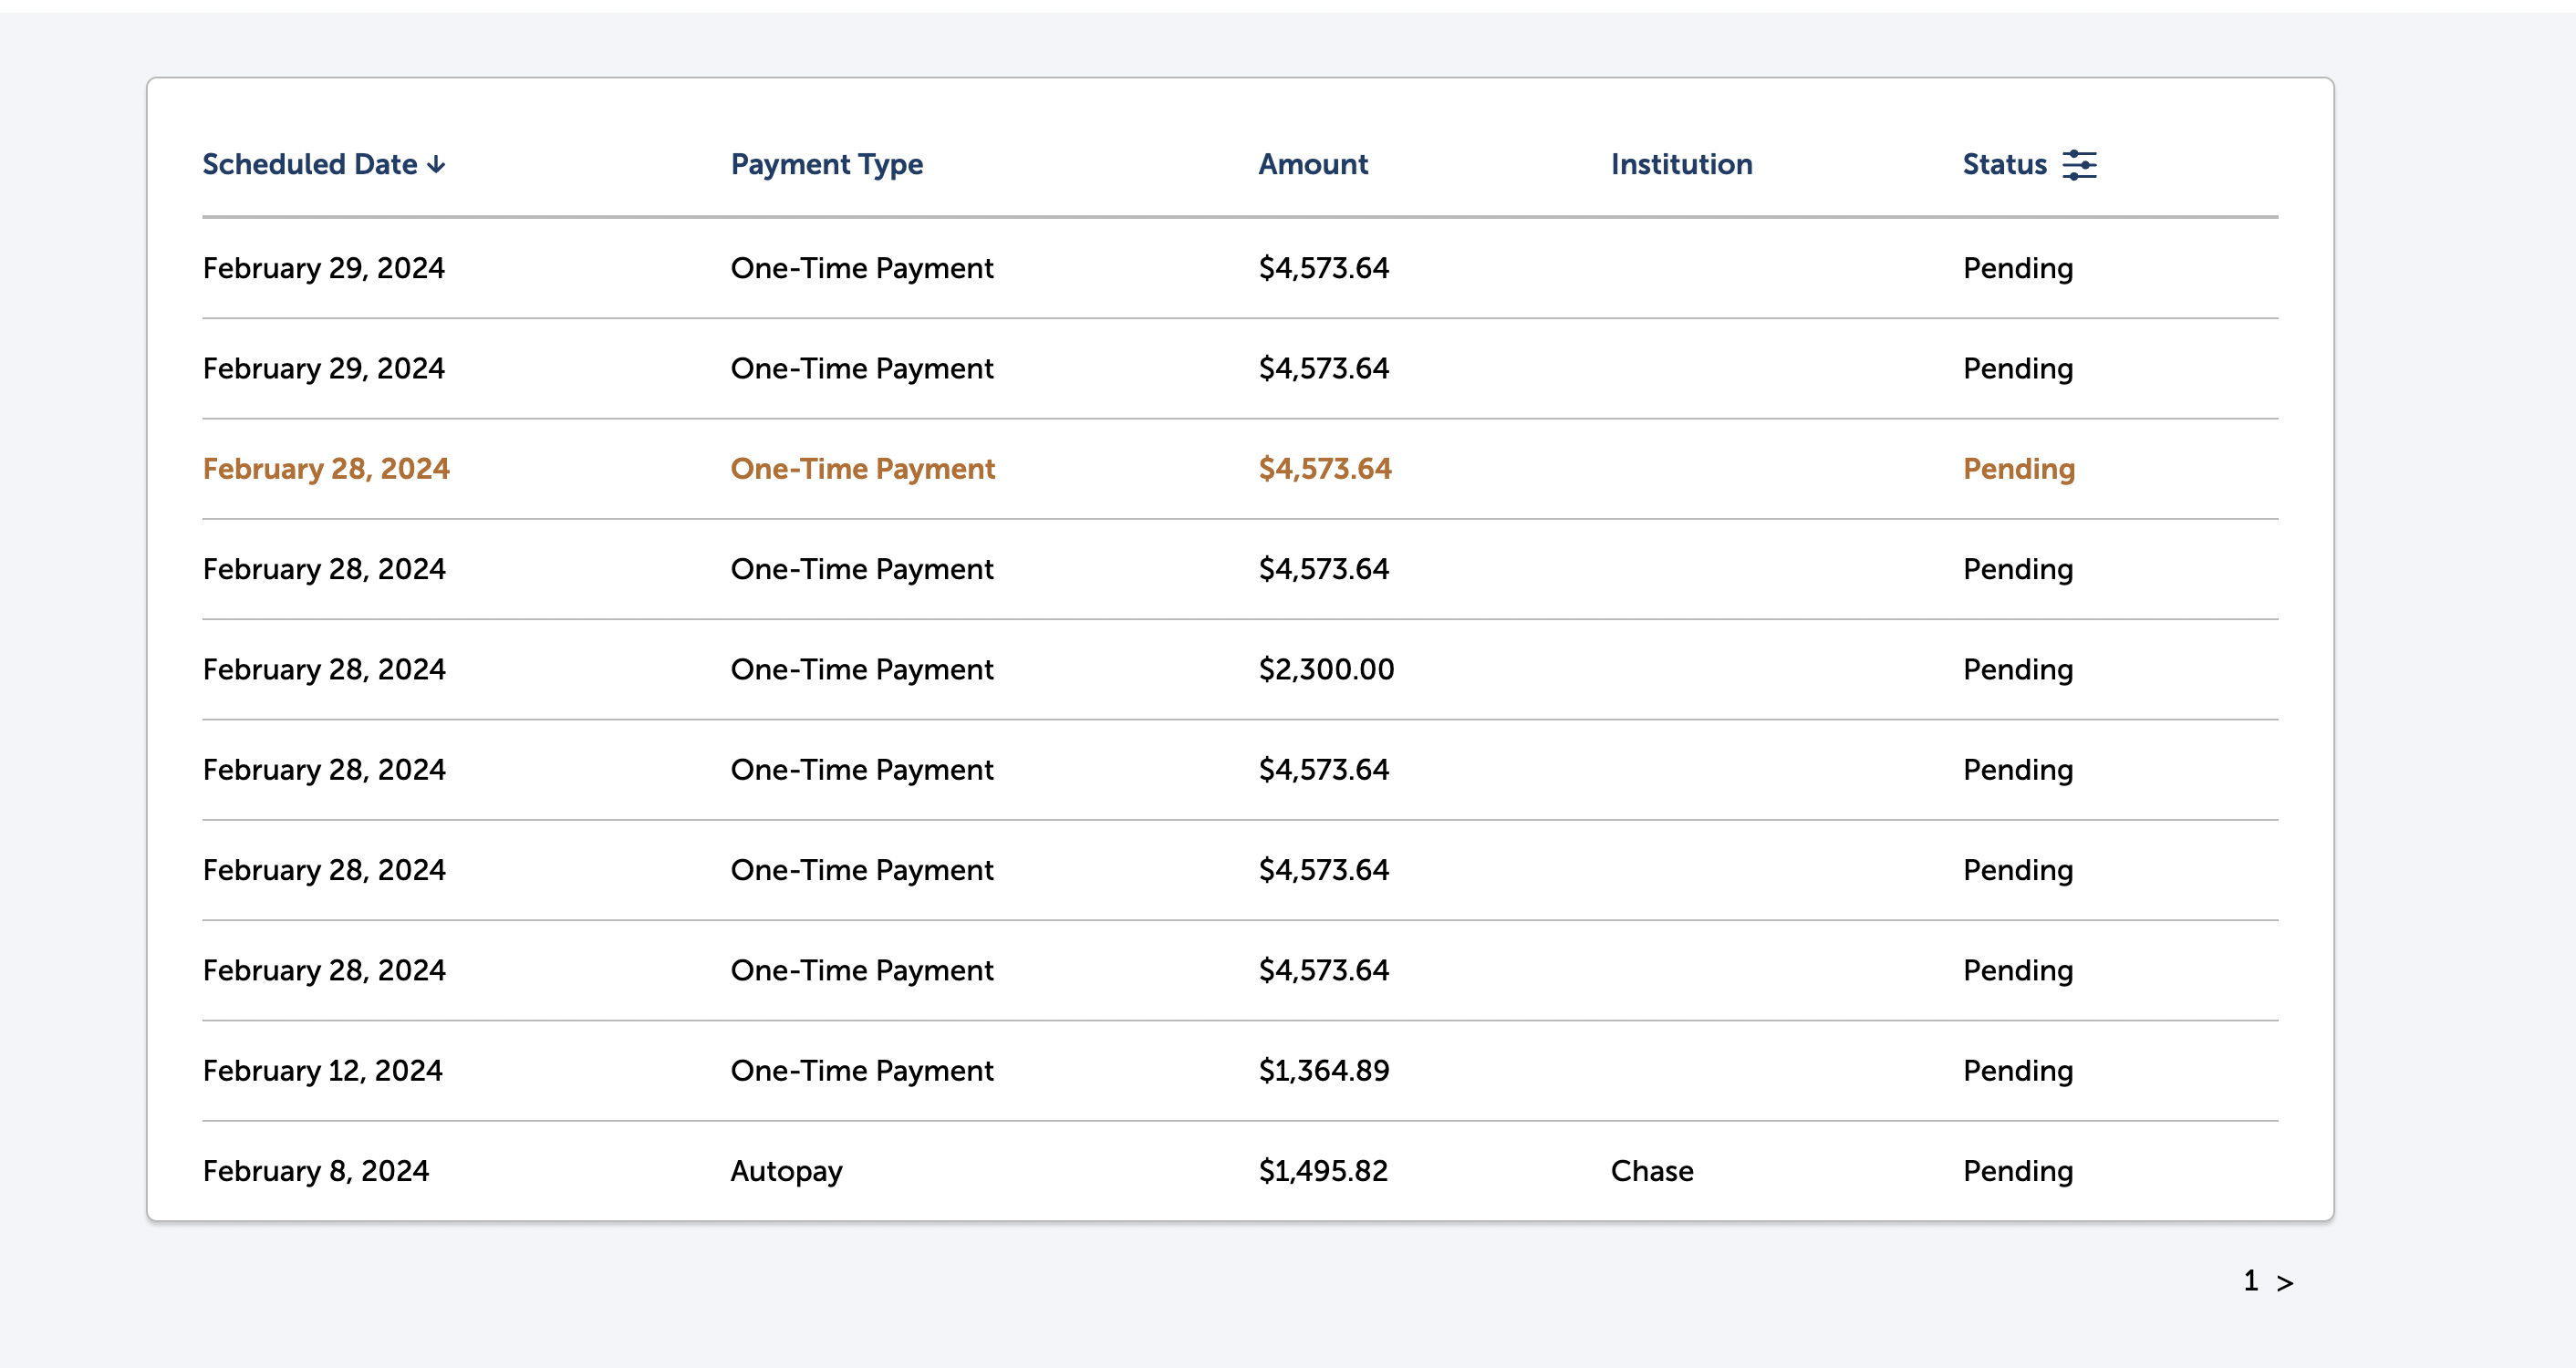 Scheduled Date ↓ Payment Type Amount Institution Status
February 29, 2024 One-Time Payment $4,573.64 Pending
February 29, 2024 One-Time Payment $4,573.64 Pending
February 28, 2024 One-Time Payment $4,573.64 Pending
February 28, 2024 One-Time Payment $4,573.64 Pending
February 28, 2024 One-Time Payment $2,300.00 Pending
February 28, 2024 One-Time Payment $4,573.64 Pending
February 28, 2024 One-Time Payment $4,573.64 Pending
February 28, 2024 One-Time Payment $4,573.64 Pending
February 12, 2024 One-Time Payment $1,364.89 Pending
February 8, 2024 Autopay $1,495.82 Chase Pending
1 >